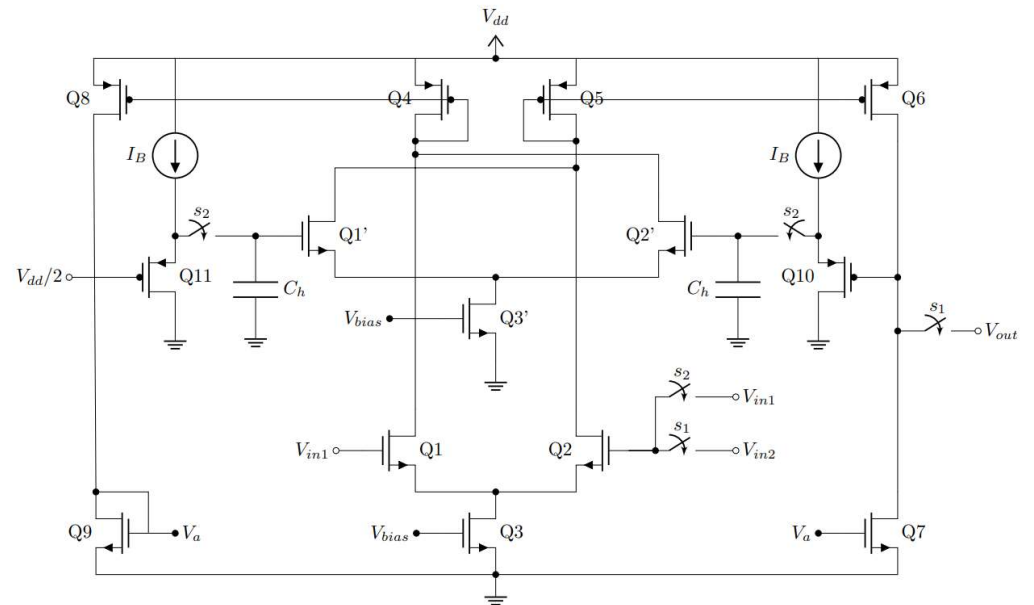 V_dd
Q8
Q4
Q5
Q6
I_B
I_B
s_2
s_2
Q1'
Q2'
V_dd/2
Q11
C_h
C_h
Q10
V_bias
Q3'
s_1
V_out
s_2
V_in1
V_in1
Q1
Q2
s_1
V_in2
Q9
V_a
V_bias
Q3
V_a
Q7